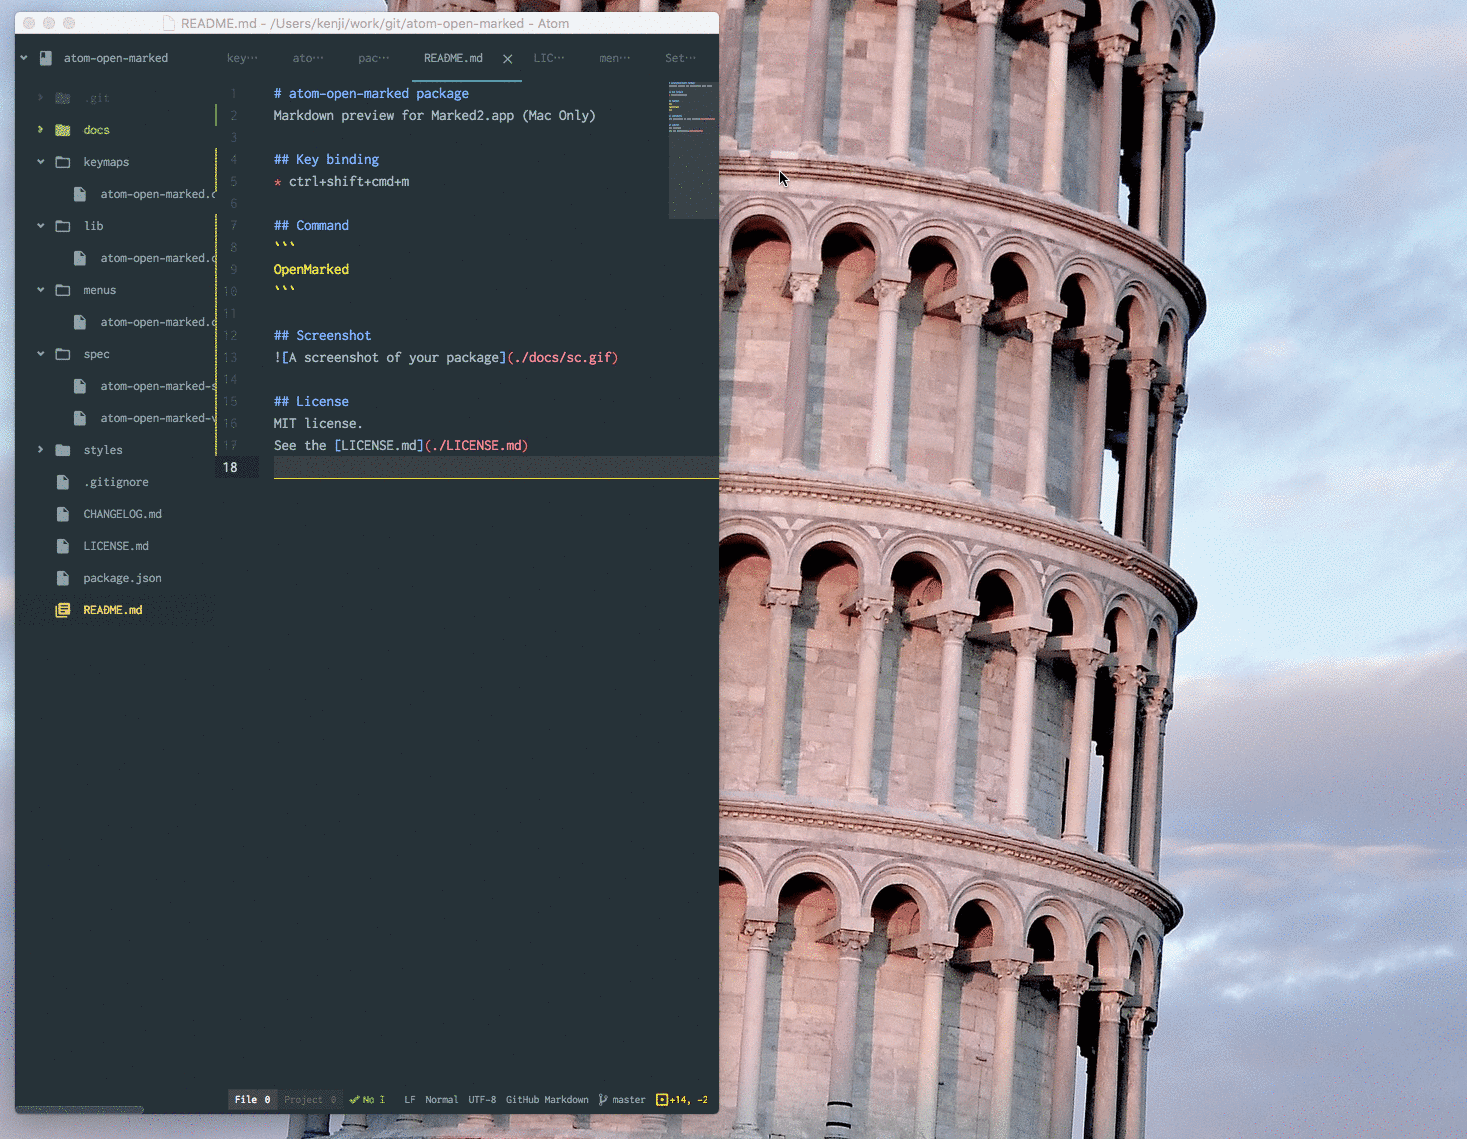 README.md - /Users/kenji/work/git/atom-open-marked - Atom
atom-open-marked
key··· ato··· pac··· README.md LIC··· men··· Set···
.git
docs
keymaps
atom-open-marked.c
lib
atom-open-marked.c
menus
atom-open-marked.c
spec
atom-open-marked-s
atom-open-marked-v
styles
.gitignore
CHANGELOG.md
LICENSE.md
package.json
README.md
1 # atom-open-marked package
2 Markdown preview for Marked2.app (Mac Only)
3
4 ## Key binding
5 * ctrl+shift+cmd+m
6
7 ## Command
8 ```
9 OpenMarked
10 ```
11
12 ## Screenshot
13 ![A screenshot of your package](./docs/sc.gif)
14
15 ## License
16 MIT license.
17 See the [LICENSE.md](./LICENSE.md)
18
File 0 Project 0 No I LF Normal UTF-8 GitHub Markdown master +14, -2